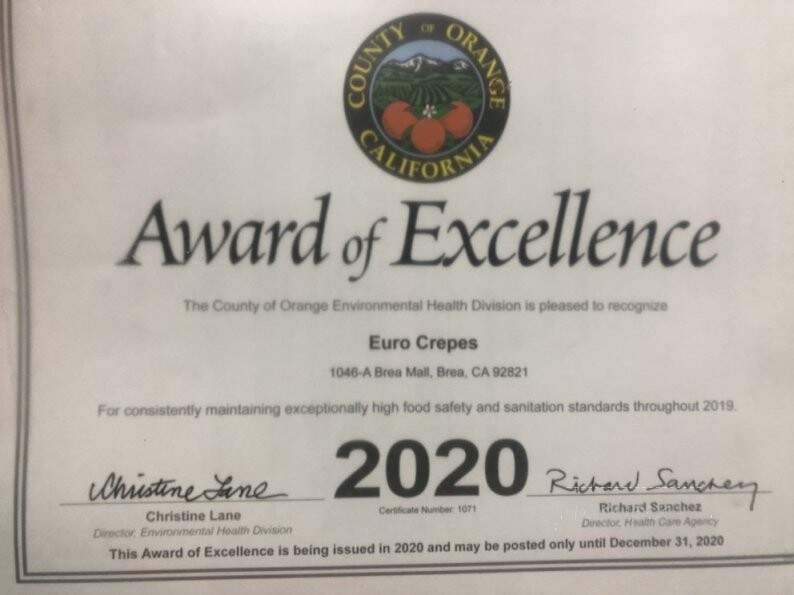 COUNTY OF ORANGE
CALIFORNIA
Award of Excellence
The County of Orange Environmental Health Division is pleased to recognize
Euro Crepes
1046-A Brea Mall, Brea, CA 92821
For consistently maintaining exceptionally high food safety and sanitation standards throughout 2019.
Christine Lane 2020 Richard Sanchez
Certificate Number: 1071
Christine Lane Richard Sanchez
Director, Environmental Health Division Director, Health Care Agency
This Award of Excellence is being issued in 2020 and may be posted only until December 31, 2020